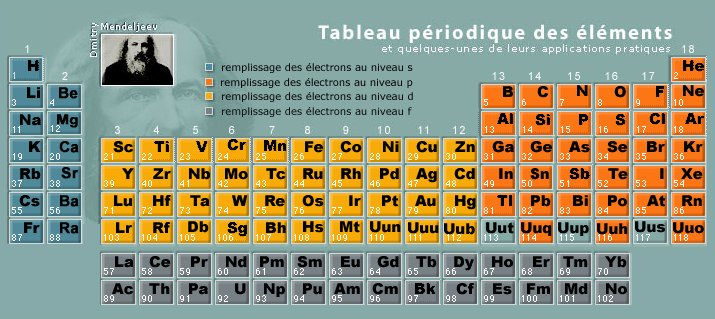 Dmitry
Mendeljeev
Tableau périodique des éléments
et quelques-unes de leurs applications pratiques
remplissage des électrons au niveau s
remplissage des électrons au niveau p
remplissage des électrons au niveau d
remplissage des électrons au niveau f
1 18
H He
1 2
2 13 14 15 16 17
Li Be B C N O F Ne
3 4 5 6 7 8 9 10
Na Mg Al Si P S Cl Ar
11 12 13 14 15 16 17 18
3 4 5 6 7 8 9 10 11 12
K Ca Sc Ti V Cr Mn Fe Co Ni Cu Zn Ga Ge As Se Br Kr
19 20 21 22 23 24 25 26 27 28 29 30 31 32 33 34 35 36
Rb Sr Y Zr Nb Mo Tc Ru Rh Pd Ag Cd In Sn Sb Te I Xe
37 38 39 40 41 42 43 44 45 46 47 48 49 50 51 52 53 54
Cs Ba Lu Hf Ta W Re Os Ir Pt Au Hg Tl Pb Bi Po At Rn
55 56 71 72 73 74 75 76 77 78 79 80 81 82 83 84 85 86
Fr Ra Lr Rf Db Sg Bh Hs Mt Uun Uuu Uub Uut Uuq Uup Uuh Uus Uuo
87 88 103 104 105 106 107 108 109 110 111 112 113 114 115 116 117 118
La Ce Pr Nd Pm Sm Eu Gd Tb Dy Ho Er Tm Yb
57 58 59 60 61 62 63 64 65 66 67 68 69 70
Ac Th Pa U Np Pu Am Cm Bk Cf Es Fm Md No
89 90 91 92 93 94 95 96 97 98 99 100 101 102